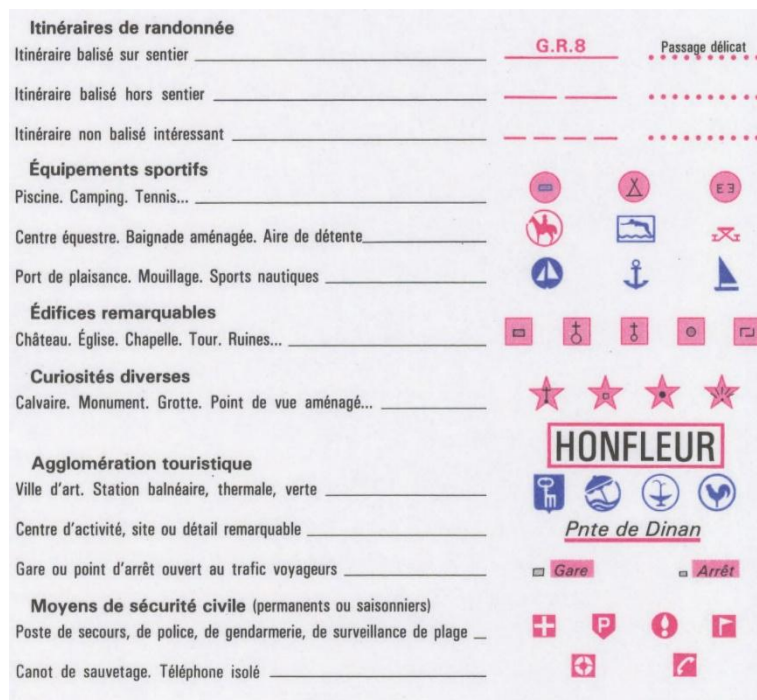 Itinéraires de randonnée
Itinéraire balisé sur sentier G.R.8 Passage délicat
Itinéraire balisé hors sentier
Itinéraire non balisé intéressant
Équipements sportifs
Piscine. Camping. Tennis...
Centre équestre. Baignade aménagée. Aire de détente
Port de plaisance. Mouillage. Sports nautiques
Édifices remarquables
Château. Église. Chapelle. Tour. Ruines...
Curiosités diverses
Calvaire. Monument. Grotte. Point de vue aménagé...
HONFLEUR
Agglomération touristique
Ville d'art. Station balnéaire, thermale, verte
Centre d'activité, site ou détail remarquable Pnte de Dinan
Gare ou point d'arrêt ouvert au trafic voyageurs Gare Arrêt
Moyens de sécurité civile (permanents ou saisonniers)
Poste de secours, de police, de gendarmerie, de surveillance de plage P
Canot de sauvetage. Téléphone isolé